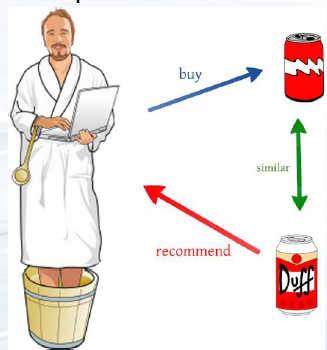 buy
similar
recommend
Duff